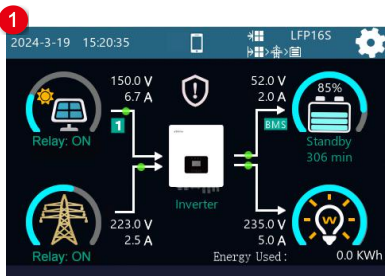 1
2024-3-19 15:20:35
LFP16S
150.0 V
6.7 A
1
Relay: ON
52.0 V
2.0 A
BMS
85%
Standby
306 min
Inverter
223.0 V
2.5 A
Relay: ON
235.0 V
5.0 A
W
Energy Used: 0.0 KWh